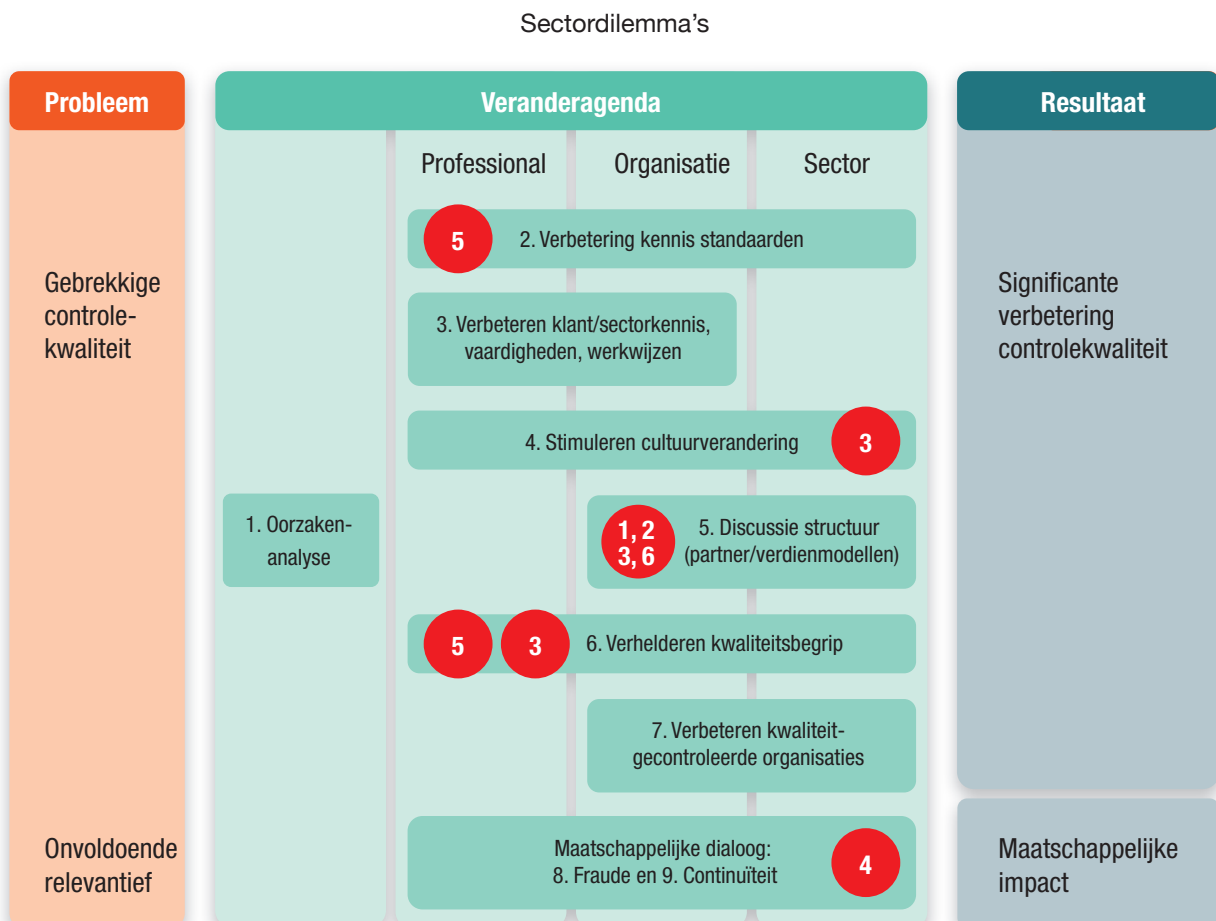 Sectordilemma's
Probleem
Veranderagenda
Resultaat
Professional
Organisatie
Sector
5
2. Verbetering kennis standaarden
Gebrekkige
controle-
kwaliteit
Significante
verbetering
controlekwaliteit
3. Verbeteren klant/sectorkennis,
vaardigheden, werkwijzen
4. Stimuleren cultuurverandering
3
1. Oorzaken-
analyse
1, 2
3, 6
5. Discussie structuur
(partner/verdienmodellen)
5
3
6. Verhelderen kwaliteitsbegrip
7. Verbeteren kwaliteit-
gecontroleerde organisaties
Onvoldoende
relevantief
Maatschappelijke dialoog:
8. Fraude en 9. Continuïteit
4
Maatschappelijke
impact